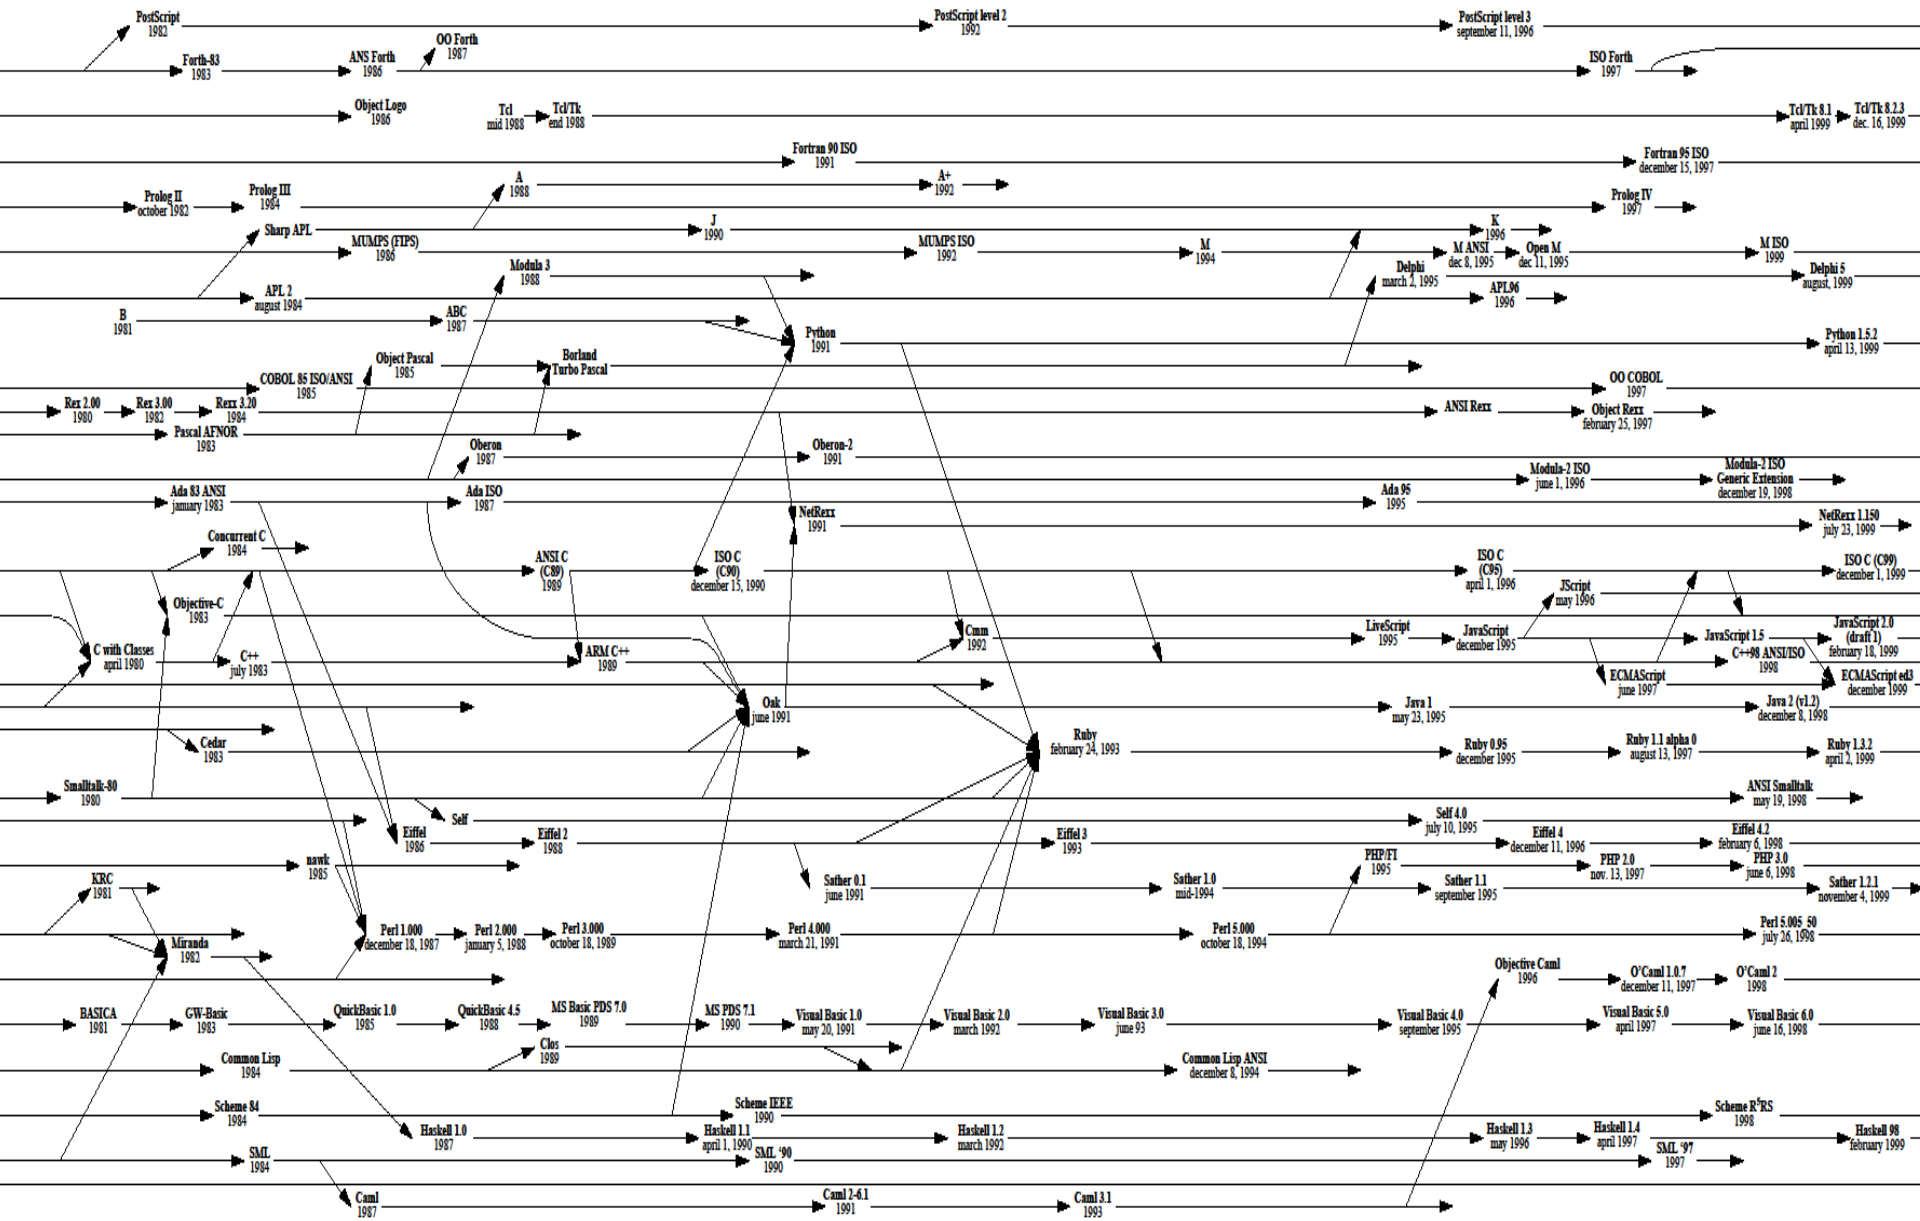 PostScript
1982
PostScript level 2
1992
PostScript level 3
september 11, 1996
OO Forth
1987
Forth-83
1983
ANS Forth
1986
ISO Forth
1997
Object Logo
1986
Tcl
mid 1988
Tcl/Tk
end 1988
Tcl/Tk 8.1
april 1999
Tcl/Tk 8.2.3
dec. 16, 1999
Fortran 90 ISO
1991
Fortran 95 ISO
december 15, 1997
A
1988
A+
1992
Prolog II
october 1982
Prolog III
1984
Prolog IV
1997
Sharp APL
J
1990
K
1996
MUMPS (FIPS)
1986
MUMPS ISO
1992
M
1994
M ANSI
dec 8, 1995
Open M
dec 11, 1995
M ISO
1999
Modula 3
1988
Delphi
march 2, 1995
Delphi 5
august, 1999
APL 2
august 1984
APL96
1996
B
1981
ABC
1987
Python
1991
Python 1.5.2
april 13, 1999
Object Pascal
1985
Borland
Turbo Pascal
COBOL 85 ISO/ANSI
1985
OO COBOL
1997
Rex 2.00
1980
Rex 3.00
1982
Rexx 3.20
1984
ANSI Rexx
Object Rexx
february 25, 1997
Pascal AFNOR
1983
Oberon
1987
Oberon-2
1991
Modula-2 ISO
june 1, 1996
Modula-2 ISO
Generic Extension
december 19, 1998
Ada 83 ANSI
january 1983
Ada ISO
1987
Ada 95
1995
NetRexx
1991
NetRexx 1.150
july 23, 1999
Concurrent C
1984
ANSI C
(C89)
1989
ISO C
(C90)
december 15, 1990
ISO C
(C95)
april 1, 1996
ISO C (C99)
december 1, 1999
JScript
may 1996
Objective-C
1983
Cmm
1992
LiveScript
1995
JavaScript
december 1995
JavaScript 1.5
JavaScript 2.0
(draft 1)
february 18, 1999
C with Classes
april 1980
C++
july 1983
ARM C++
1989
C++98 ANSI/ISO
1998
ECMAScript
june 1997
ECMAScript ed3
december 1999
Oak
june 1991
Java 1
may 23, 1995
Java 2 (v1.2)
december 8, 1998
Cedar
1983
Ruby
february 24, 1993
Ruby 0.95
december 1995
Ruby 1.1 alpha 0
august 13, 1997
Ruby 1.3.2
april 2, 1999
Smalltalk-80
1980
ANSI Smalltalk
may 19, 1998
Self
Self 4.0
july 10, 1995
Eiffel
1986
Eiffel 2
1988
Eiffel 3
1993
Eiffel 4
december 11, 1996
Eiffel 4.2
february 6, 1998
nawk
1985
PHP/FI
1995
PHP 2.0
nov. 13, 1997
PHP 3.0
june 6, 1998
KRC
1981
Sather 0.1
june 1991
Sather 1.0
mid-1994
Sather 1.1
september 1995
Sather 1.2.1
november 4, 1999
Miranda
1982
Perl 1.000
december 18, 1987
Perl 2.000
january 5, 1988
Perl 3.000
october 18, 1989
Perl 4.000
march 21, 1991
Perl 5.000
october 18, 1994
Perl 5.005_50
july 26, 1998
Objective Caml
1996
O'Caml 1.0.7
december 11, 1997
O'Caml 2
1998
BASICA
1981
GW-Basic
1983
QuickBasic 1.0
1985
QuickBasic 4.5
1988
MS Basic PDS 7.0
1989
MS PDS 7.1
1990
Visual Basic 1.0
may 20, 1991
Visual Basic 2.0
march 1992
Visual Basic 3.0
june 93
Visual Basic 4.0
september 1995
Visual Basic 5.0
april 1997
Visual Basic 6.0
june 16, 1998
Clos
1989
Common Lisp
1984
Common Lisp ANSI
december 8, 1994
Scheme 84
1984
Scheme IEEE
1990
Scheme R⁵RS
1998
Haskell 1.0
1987
Haskell 1.1
april 1, 1990
Haskell 1.2
march 1992
Haskell 1.3
may 1996
Haskell 1.4
april 1997
Haskell 98
february 1999
SML
1984
SML '90
1990
SML '97
1997
Caml
1987
Caml 2-6.1
1991
Caml 3.1
1993